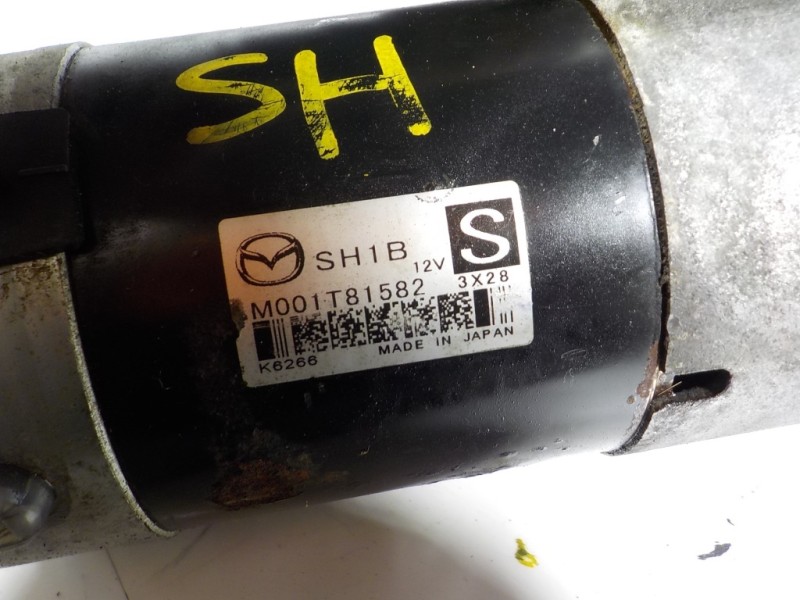 SH
SH1B 12V S
M001T81582 3X28
K6266 MADE IN JAPAN